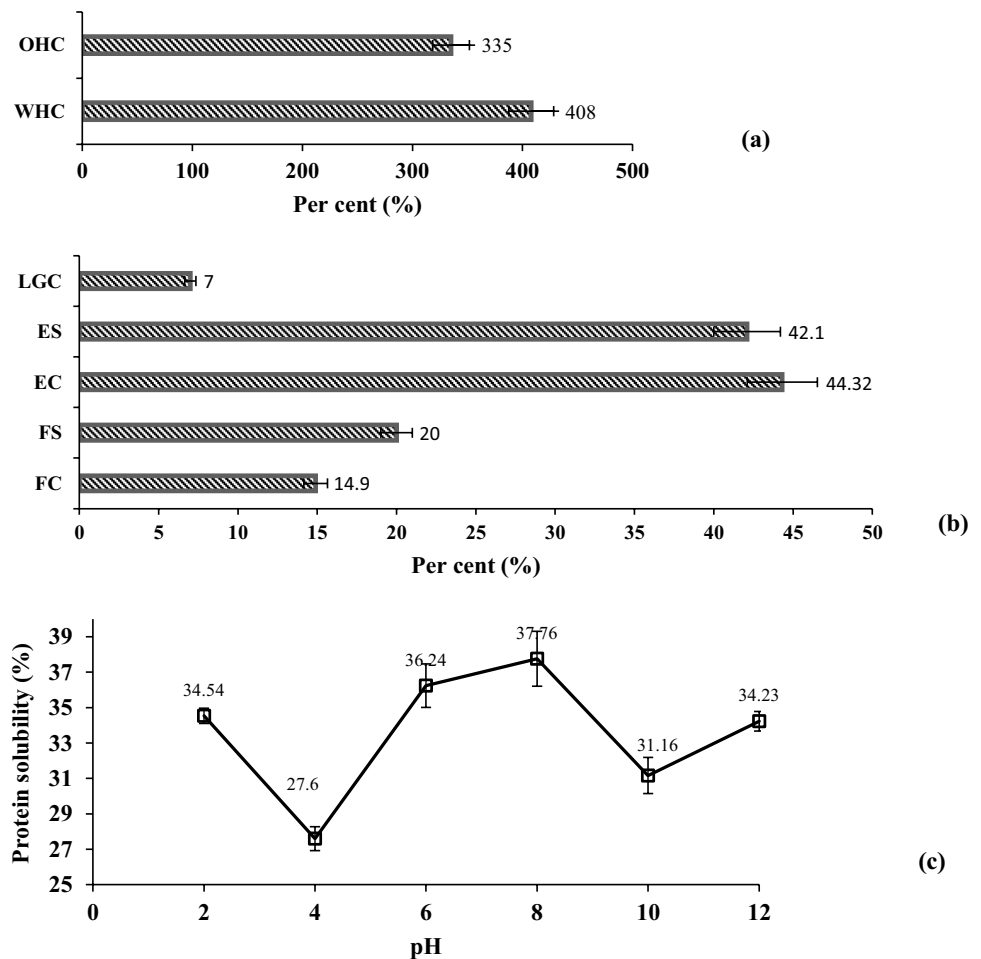 OHC
335
WHC
408
(a)
0 100 200 300 400 500
Per cent (%)
LGC
7
ES
42.1
EC
44.32
FS
20
FC
14.9
0 5 10 15 20 25 30 35 40 45 50
(b)
Per cent (%)
Protein solubility (%)
39
37
35
33
31
29
27
25
34.54
27.6
36.24
37.76
31.16
34.23
(c)
0 2 4 6 8 10 12
pH